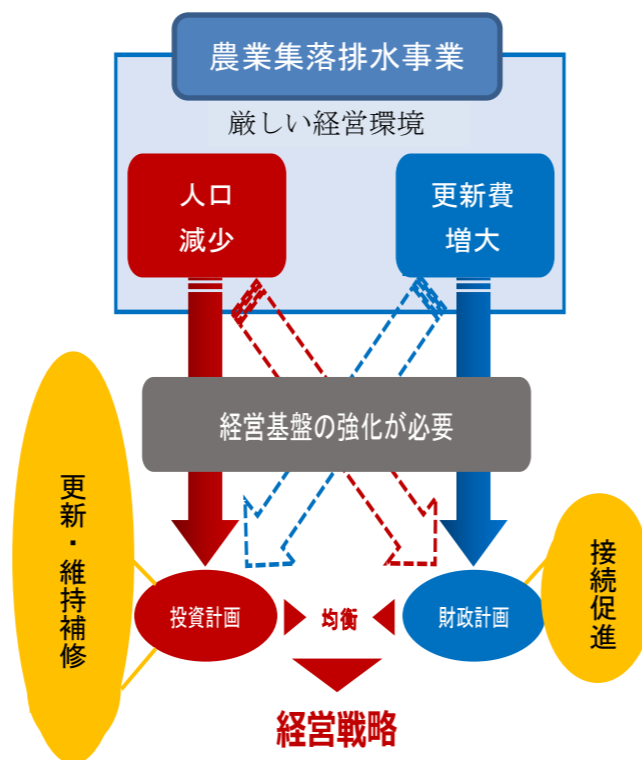 農業集落排水事業
厳しい経営環境
人口
減少
更新費
増大
経営基盤の強化が必要
更新・維持補修
接続促進
投資計画
均衡
財政計画
経営戦略